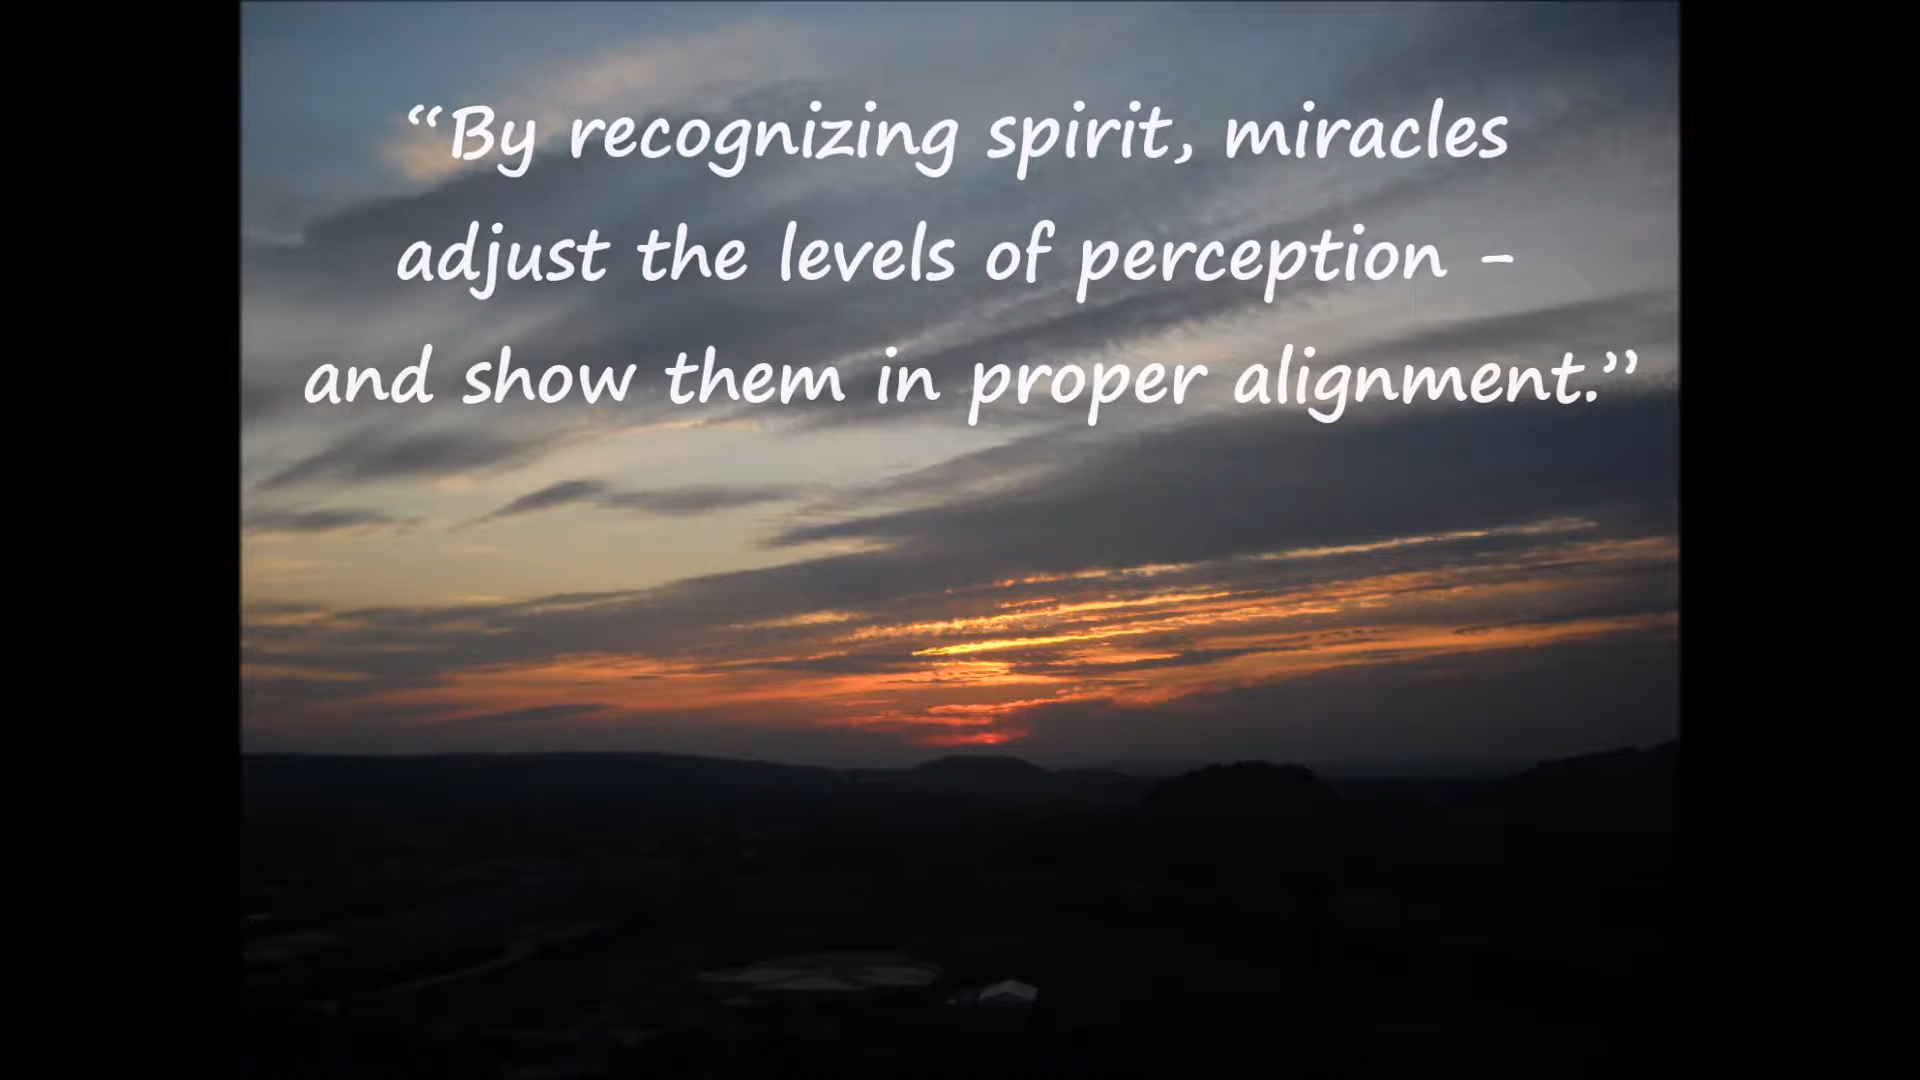 “By recognizing spirit, miracles
adjust the levels of perception -
and show them in proper alignment.”